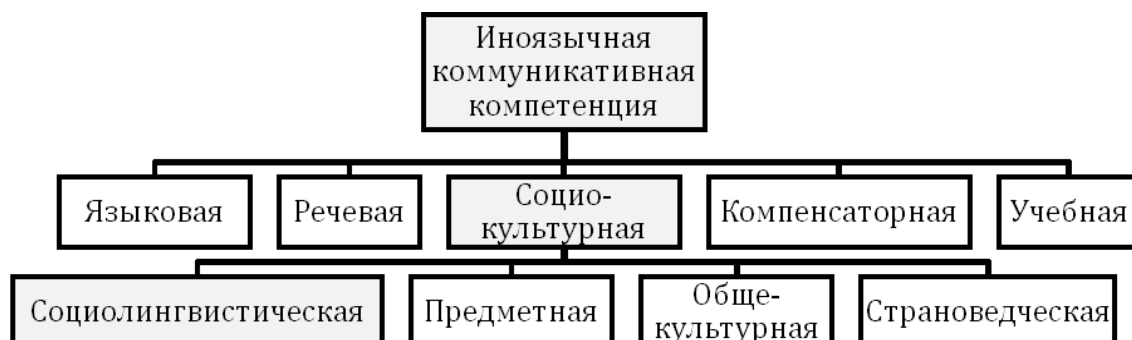 Иноязычная
коммуникативная
компетенция
Языковая
Речевая
Социо-
культурная
Компенсаторная
Учебная
Социолингвистическая
Предметная
Обще-
культурная
Страноведческая